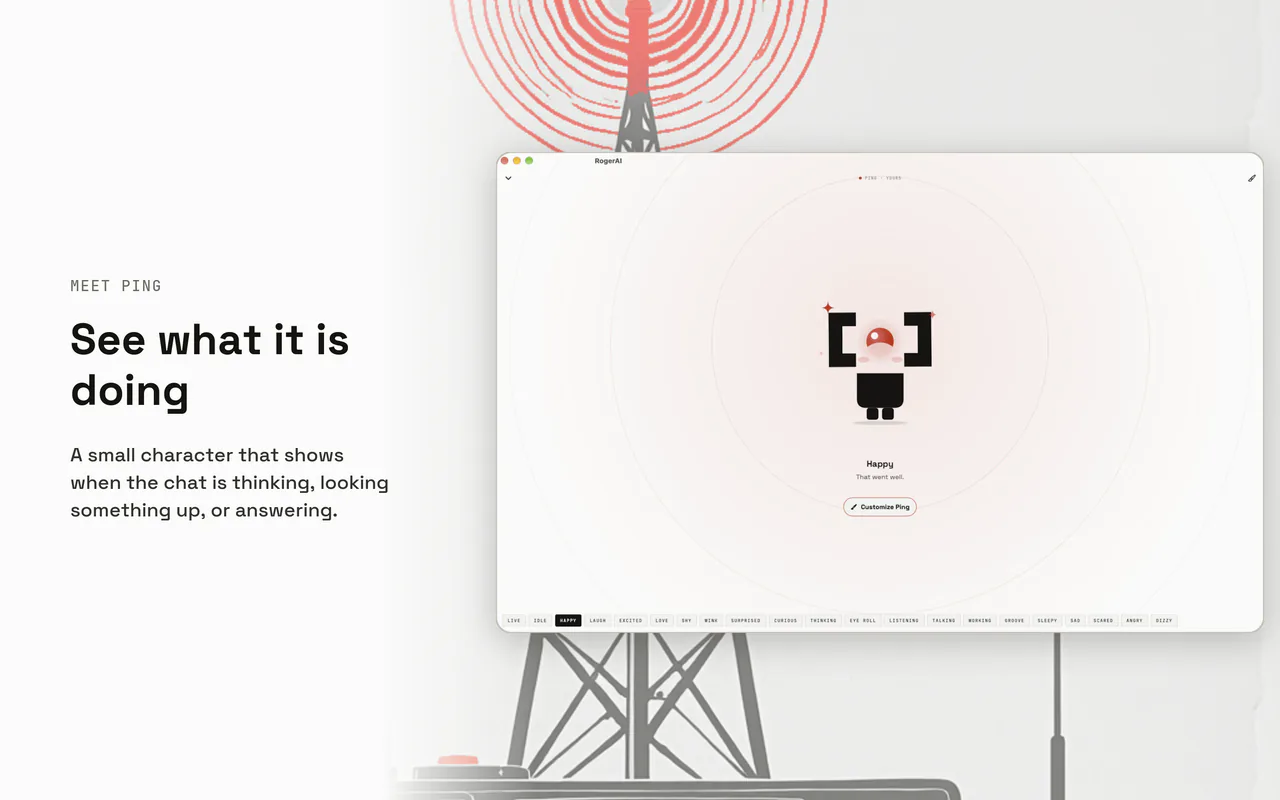 MEET PING
See what it is
doing
A small character that shows
when the chat is thinking, looking
something up, or answering.
RogerAI
PING · YOURS
Happy
That went well.
Customize Ping
LIVE IDLE HAPPY LAUGH EXCITED LOVE SHY WINK SURPRISED CURIOUS THINKING EYE ROLL LISTENING TALKING WORKING GROOVE SLEEPY SAD SCARED ANGRY DIZZY